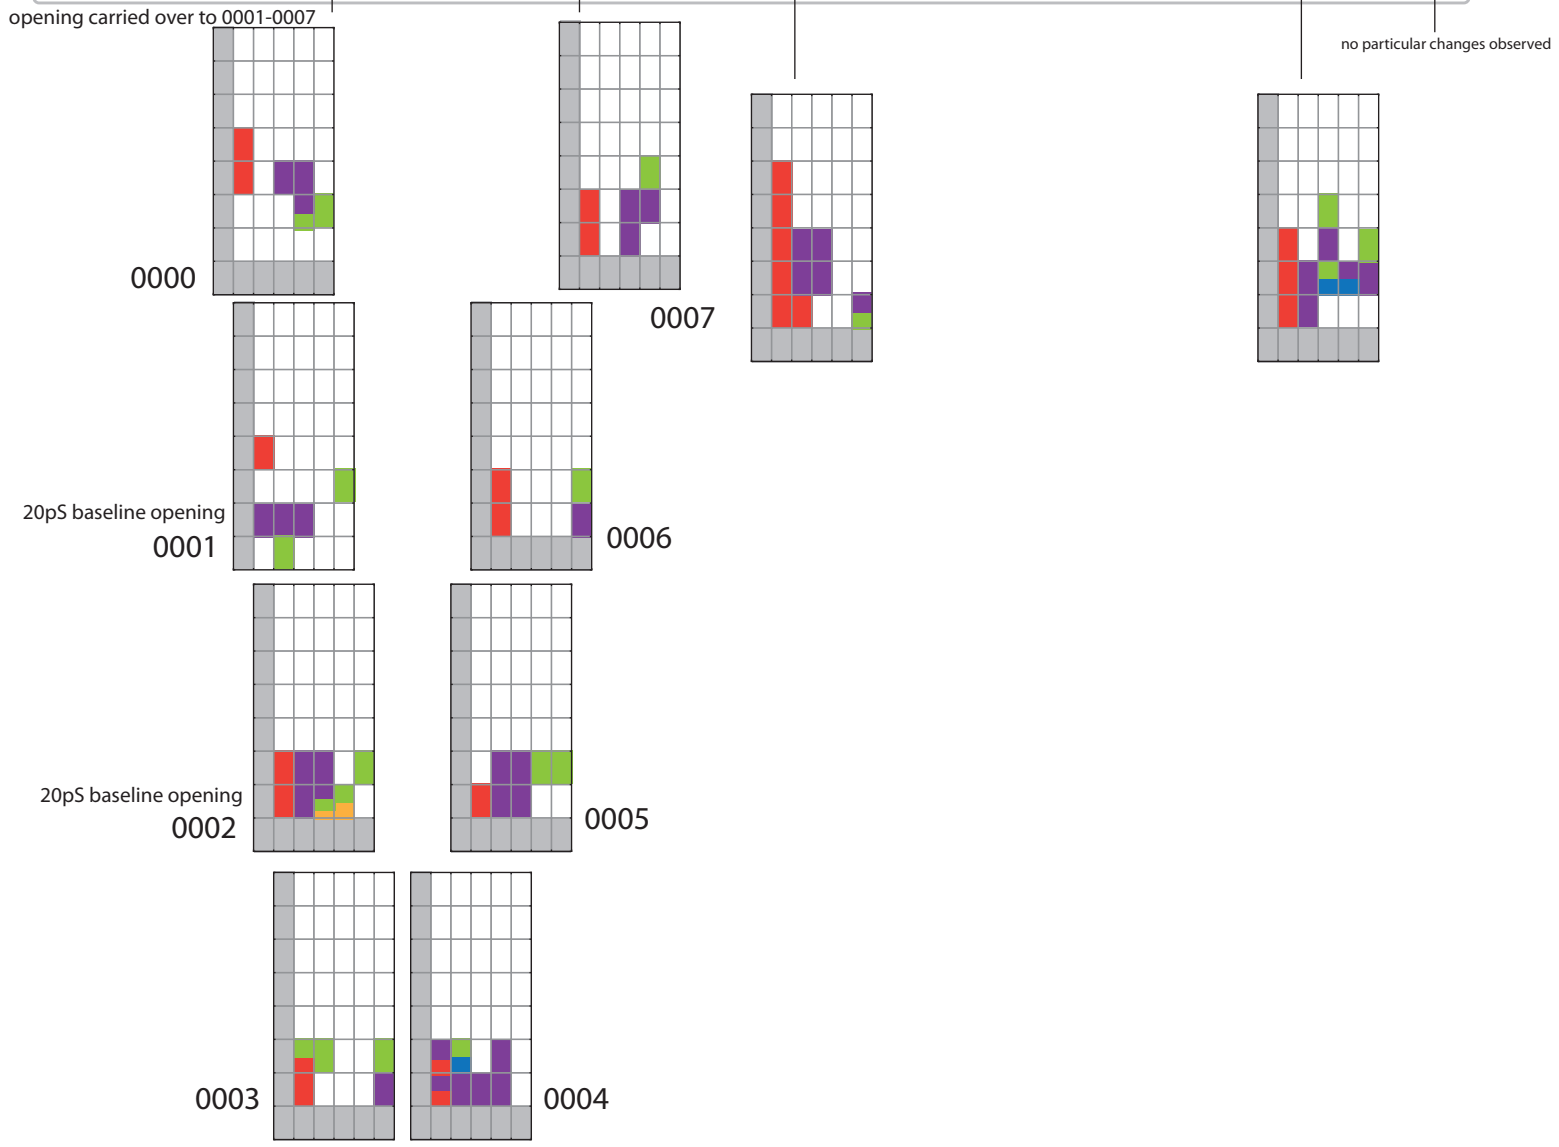 opening carried over to 0001-0007
no particular changes observed
0000
0007
20pS baseline opening
0001
0006
20pS baseline opening
0002
0005
0003
0004